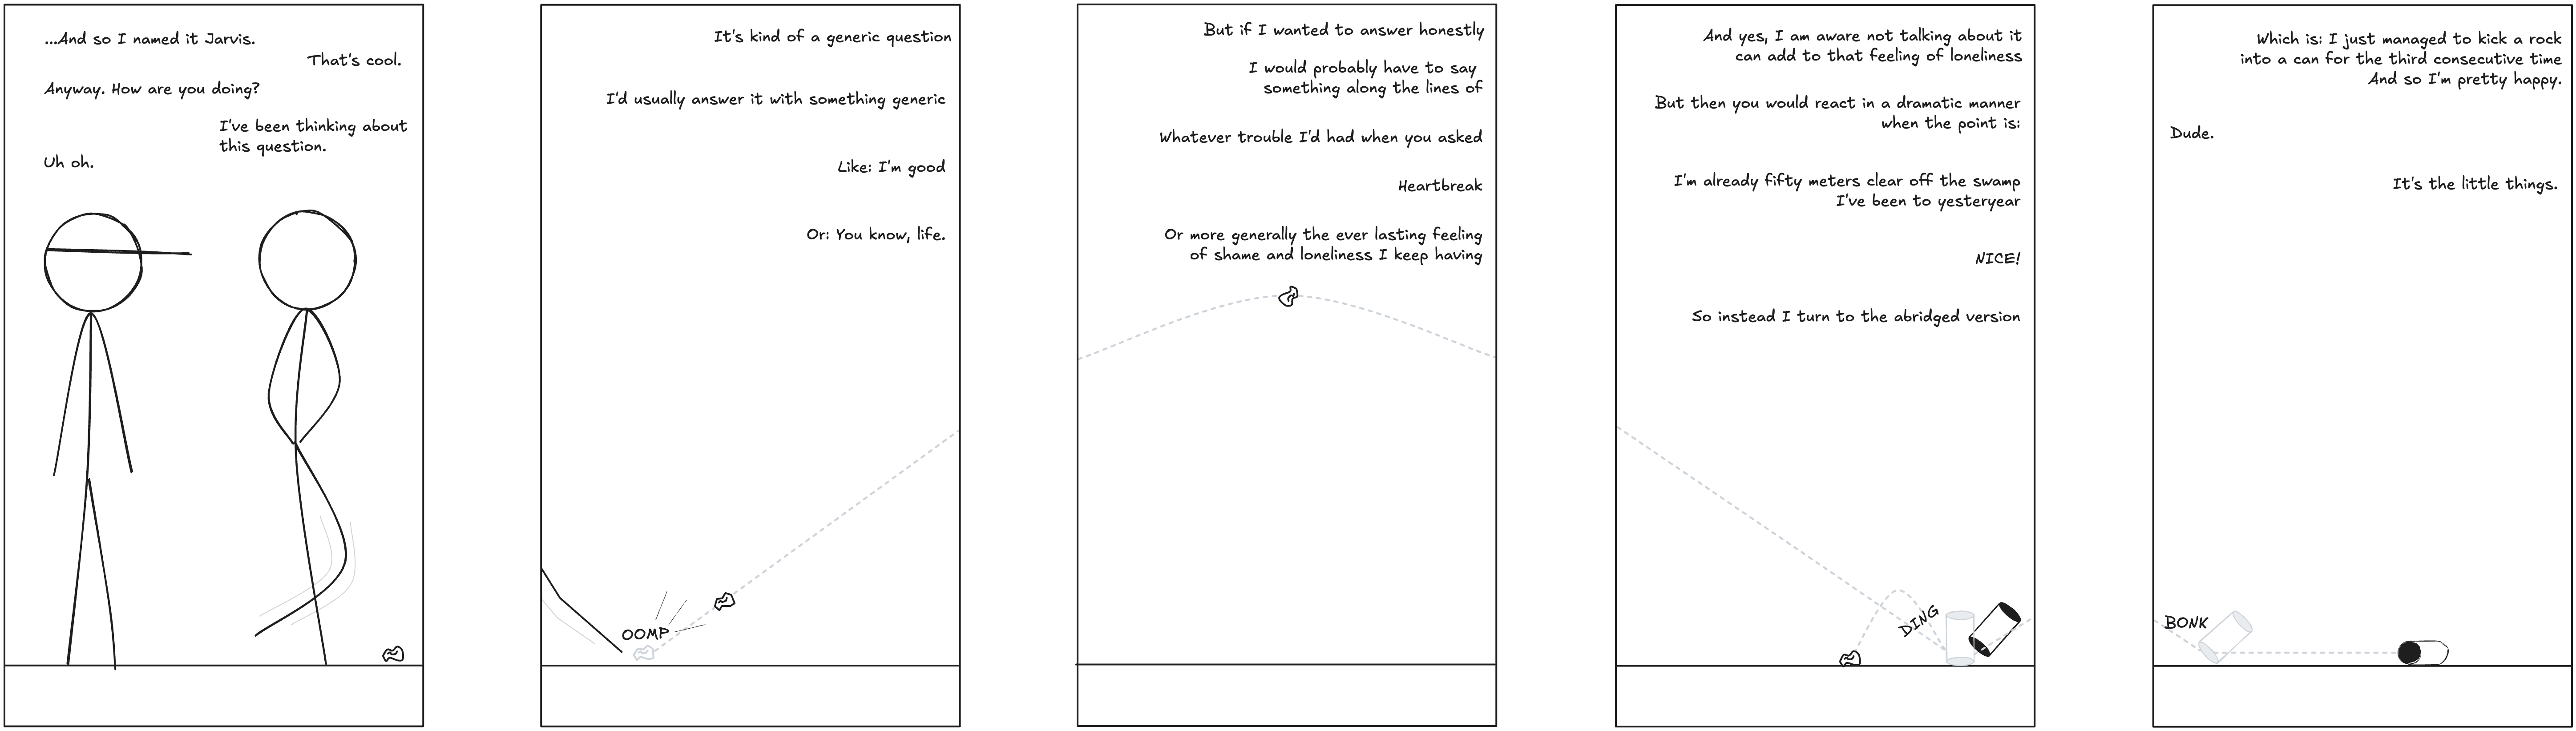 ...And so I named it Jarvis.
That's cool.
Anyway. How are you doing?
I've been thinking about
this question.
Uh oh.
It's kind of a generic question
I'd usually answer it with something generic
Like: I'm good
Or: You know, life.
OOMP
But if I wanted to answer honestly
I would probably have to say
something along the lines of
Whatever trouble I'd had when you asked
Heartbreak
Or more generally the ever lasting feeling
of shame and loneliness I keep having
And yes, I am aware not talking about it
can add to that feeling of loneliness
But then you would react in a dramatic manner
when the point is:
I'm already fifty meters clear off the swamp
I've been to yesteryear
NICE!
So instead I turn to the abridged version
DING
Which is: I just managed to kick a rock
into a can for the third consecutive time
And so I'm pretty happy.
Dude.
It's the little things.
BONK